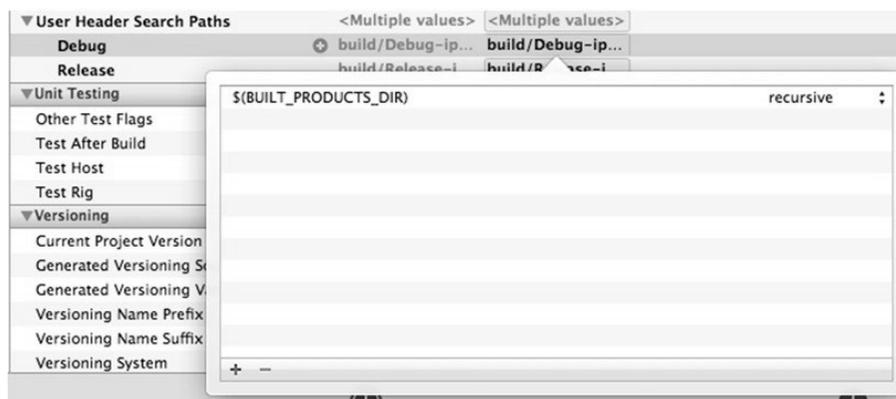 User Header Search Paths <Multiple values> <Multiple values>
Debug build/Debug-ip... build/Debug-ip...
Release build/Release-i
Unit Testing
$(BUILT_PRODUCTS_DIR) recursive
Other Test Flags
Test After Build
Test Host
Test Rig
Versioning
Current Project Version
Generated Versioning
Generated Versioning
Versioning Name Prefix
Versioning Name Suffix
Versioning System